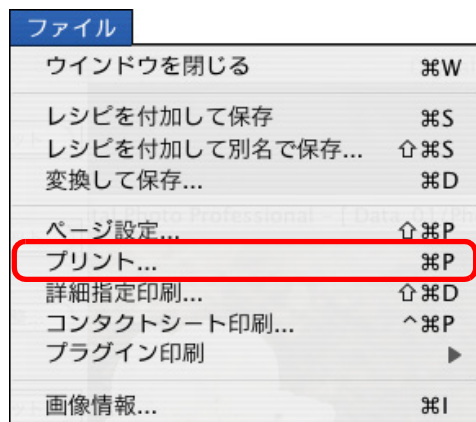 ファイル
ウインドウを閉じる ⌘W
レシピを付加して保存 ⌘S
レシピを付加して別名で保存... ⇧⌘S
変換して保存... ⌘D
ページ設定... ⇧⌘P
プリント... ⌘P
詳細指定印刷... ⇧⌘D
コンタクトシート印刷... ^⌘P
プラグイン印刷 ▶
画像情報... ⌘I